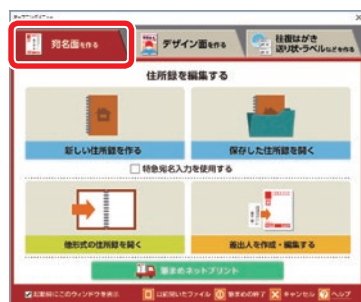 宛名面を作る
デザイン面を作る
往復はがき
送り状・ラベルなどを作る
住所録を編集する
新しい住所録を作る
保存した住所録を開く
特急宛名入力を使用する
他形式の住所録を開く
差出人を作成・編集する
筆まめネットプリント
起動時にこのウィンドウを表示
以前開いたファイル
筆まめの終了
キャンセル
ヘルプ